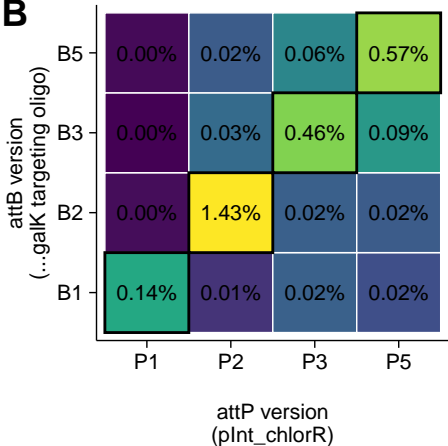 B
attB version
(...galK targeting oligo)
B5 0.00% 0.02% 0.06% 0.57%
B3 0.00% 0.03% 0.46% 0.09%
B2 0.00% 1.43% 0.02% 0.02%
B1 0.14% 0.01% 0.02% 0.02%
P1 P2 P3 P5
attP version
(pInt_chlorR)